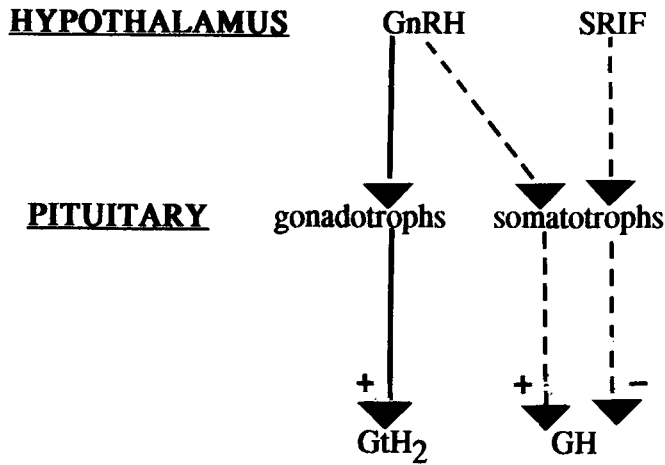 HYPOTHALAMUS GnRH SRIF
PITUITARY gonadotrophs somatotrophs
+ + −
GtH₂ GH